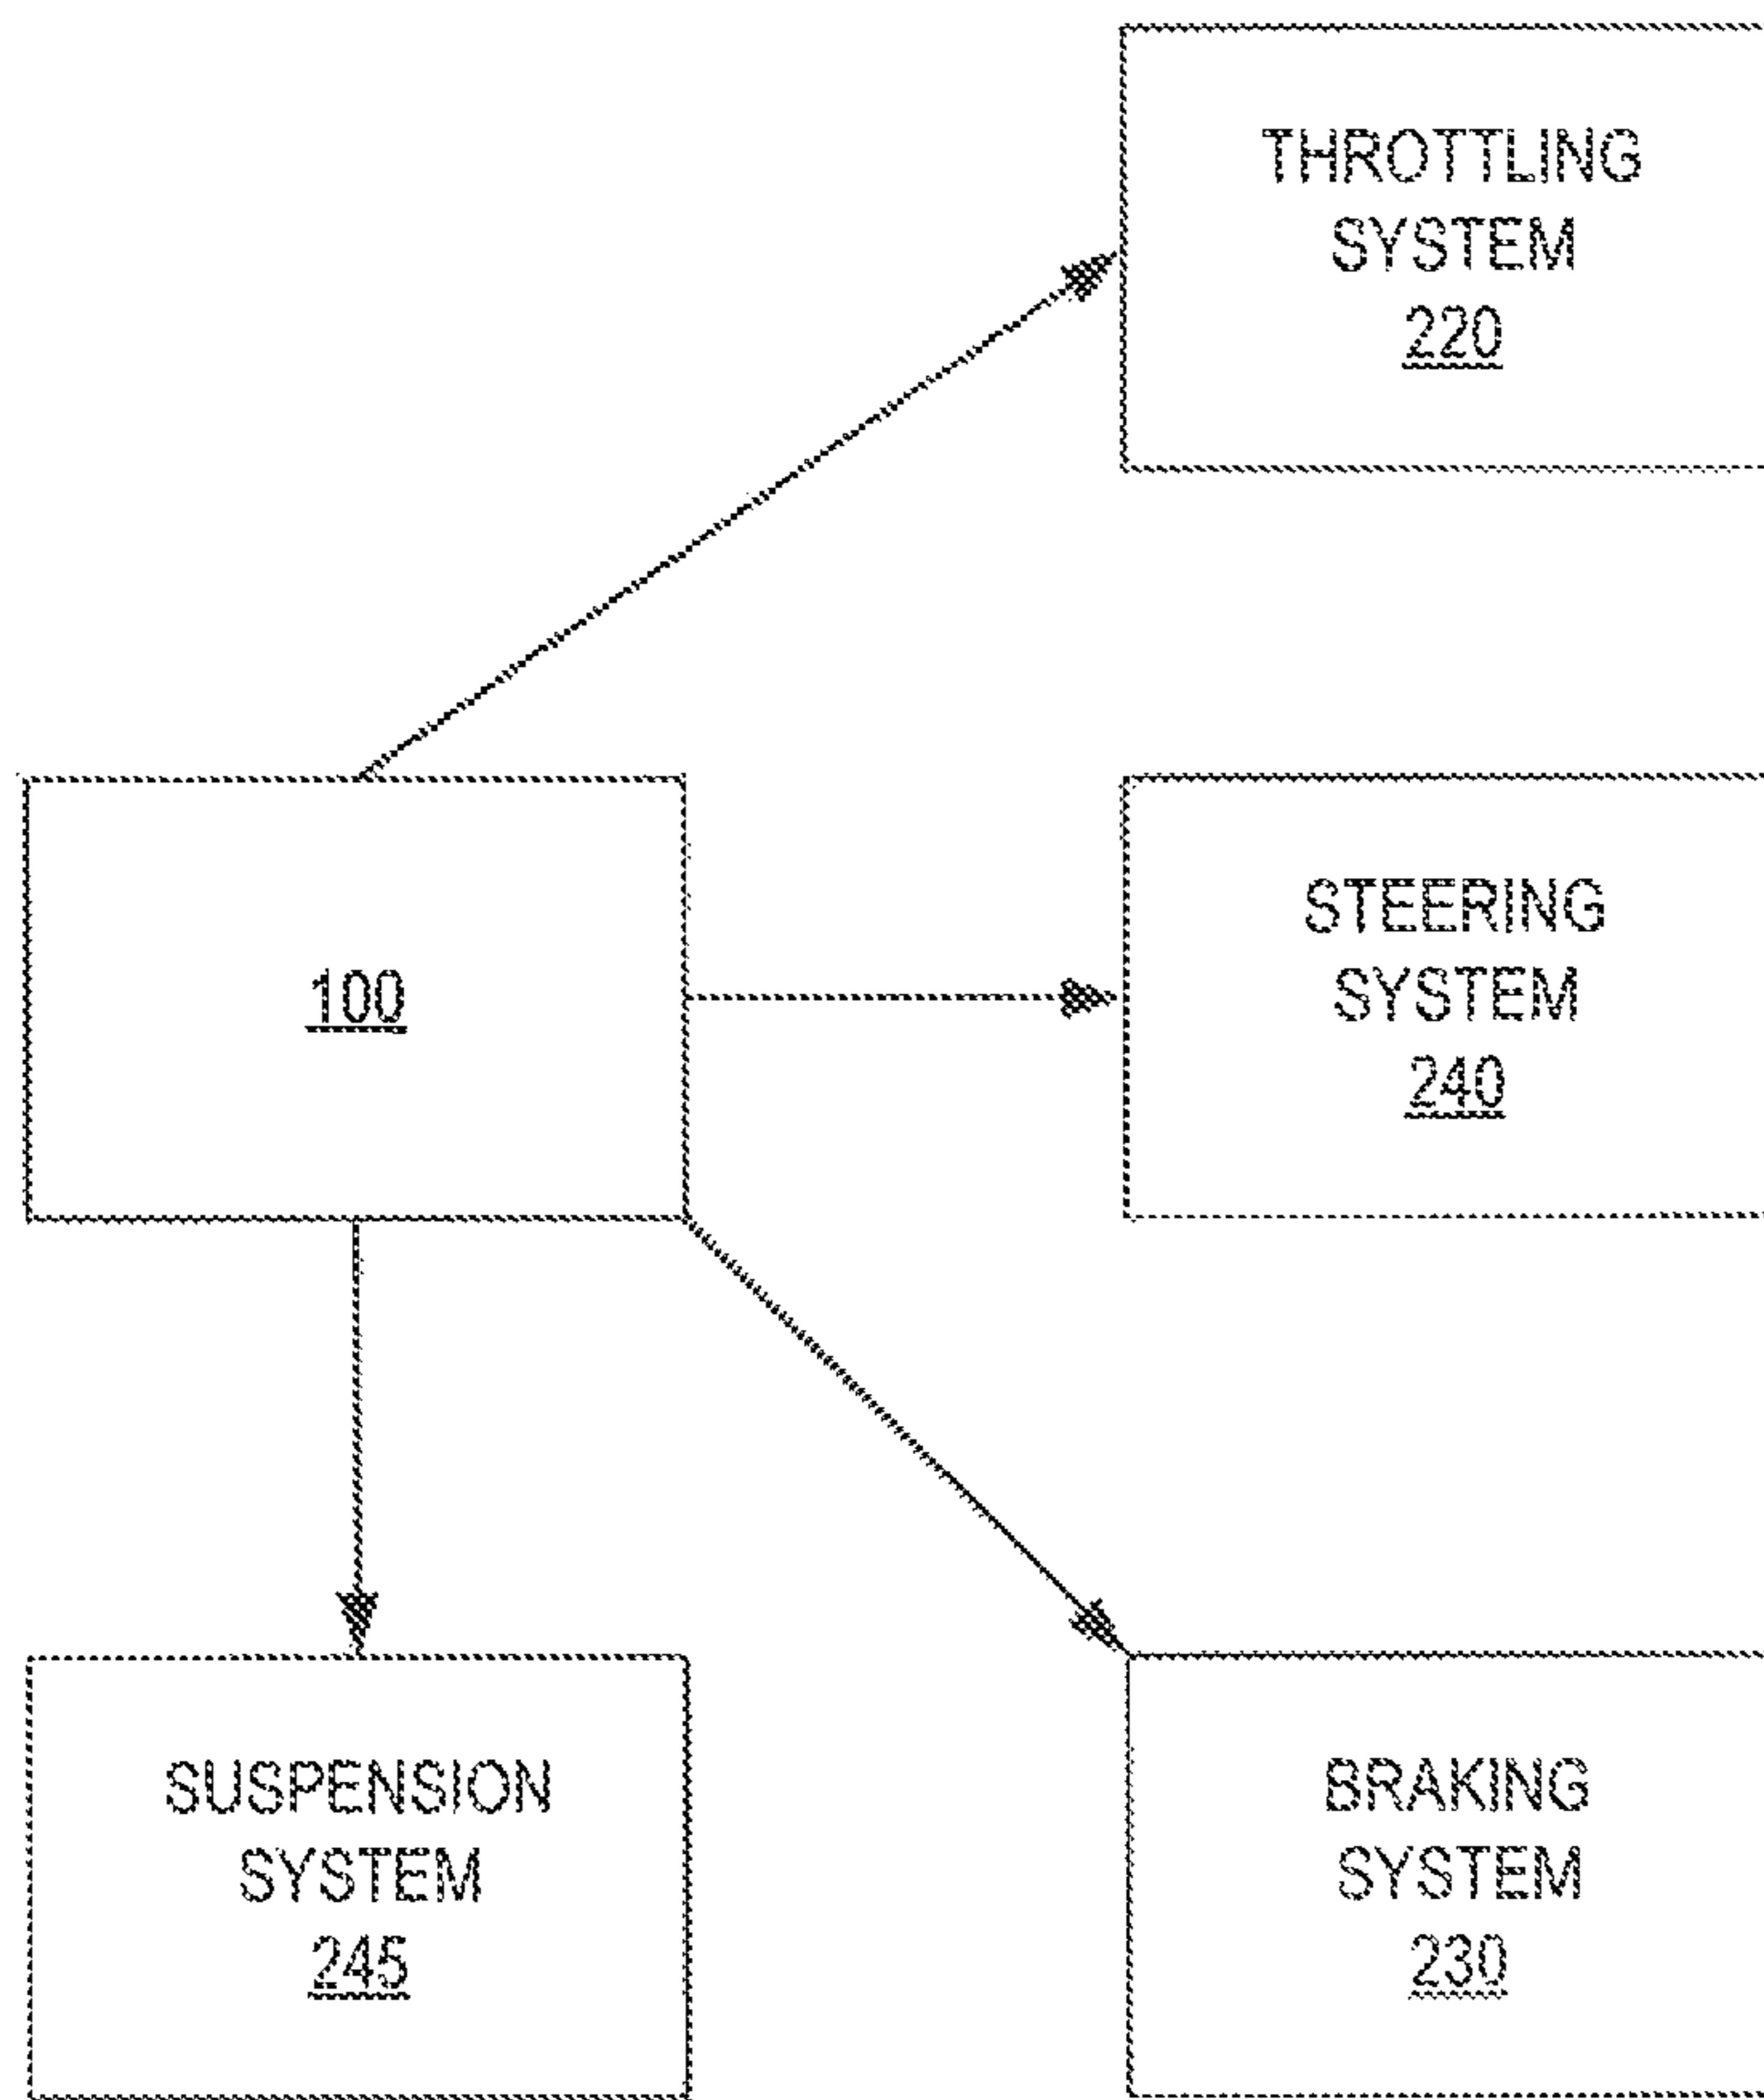 THROTTLING
SYSTEM
220
100
STEERING
SYSTEM
240
SUSPENSION
SYSTEM
245
BRAKING
SYSTEM
230